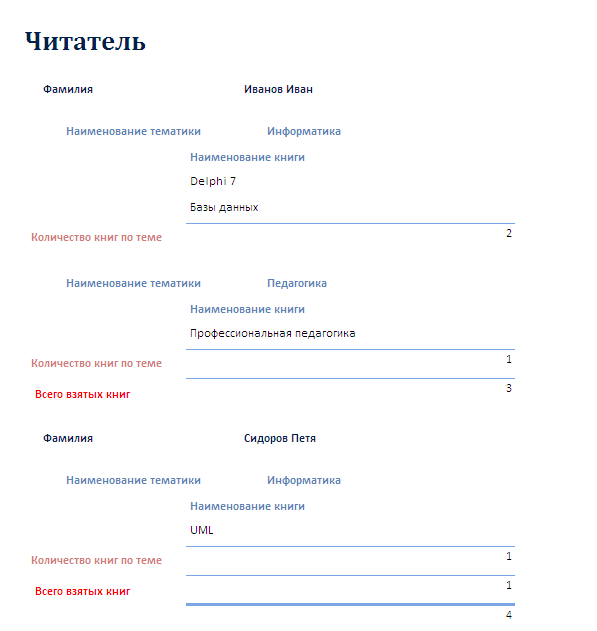 Читатель
Фамилия Иванов Иван
Наименование тематики Информатика
Наименование книги
Delphi 7
Базы данных
Количество книг по теме 2
Наименование тематики Педагогика
Наименование книги
Профессиональная педагогика
Количество книг по теме 1
Всего взятых книг 3
Фамилия Сидоров Петя
Наименование тематики Информатика
Наименование книги
UML
Количество книг по теме 1
Всего взятых книг 1
4